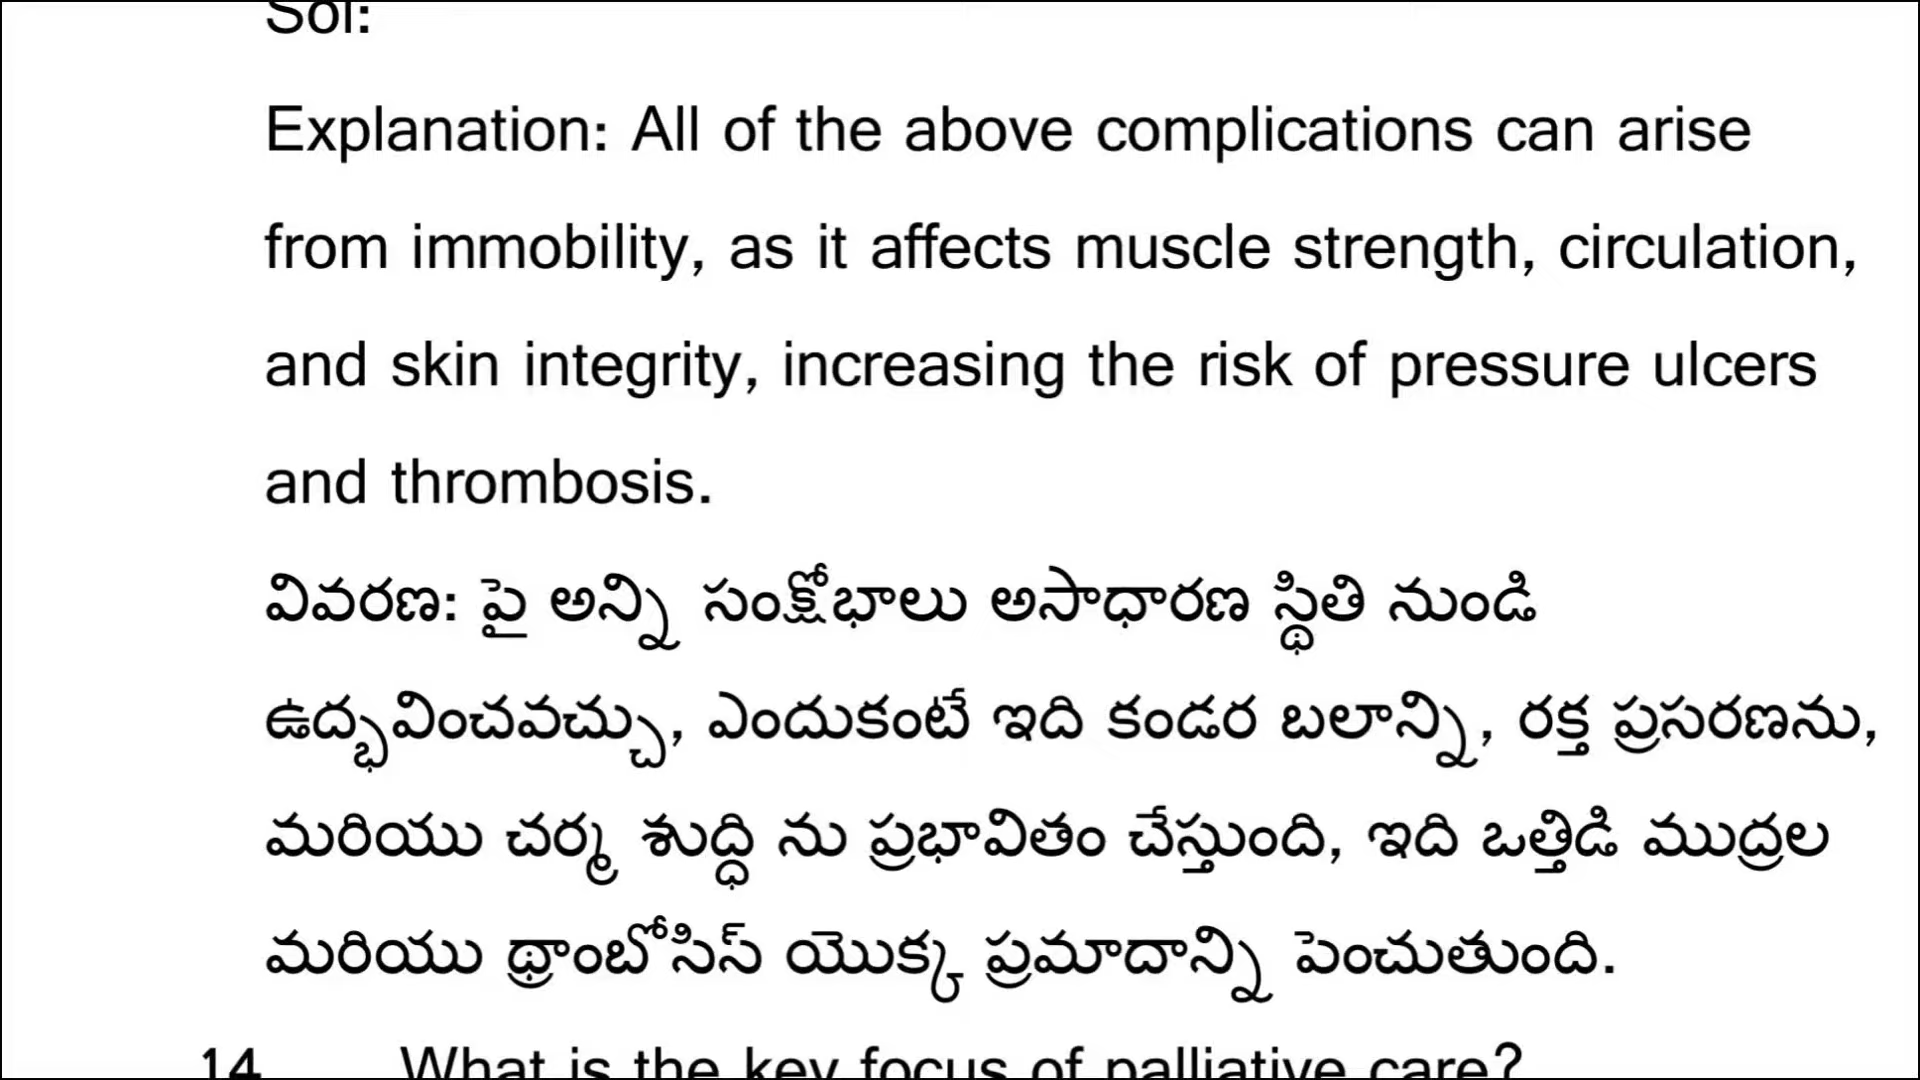 Sol:
Explanation: All of the above complications can arise
from immobility, as it affects muscle strength, circulation,
and skin integrity, increasing the risk of pressure ulcers
and thrombosis.
వివరణ: పై అన్ని సంక్షోభాలు అసాధారణ స్థితి నుండి
ఉద్భవించవచ్చు, ఎందుకంటే ఇది కండర బలాన్ని, రక్త ప్రసరణను,
మరియు చర్మ శుద్ధి ను ప్రభావితం చేస్తుంది, ఇది ఒత్తిడి ముద్రల
మరియు థ్రాంబోసిస్ యొక్క ప్రమాదాన్ని పెంచుతుంది.
14 What is the key focus of palliative care?